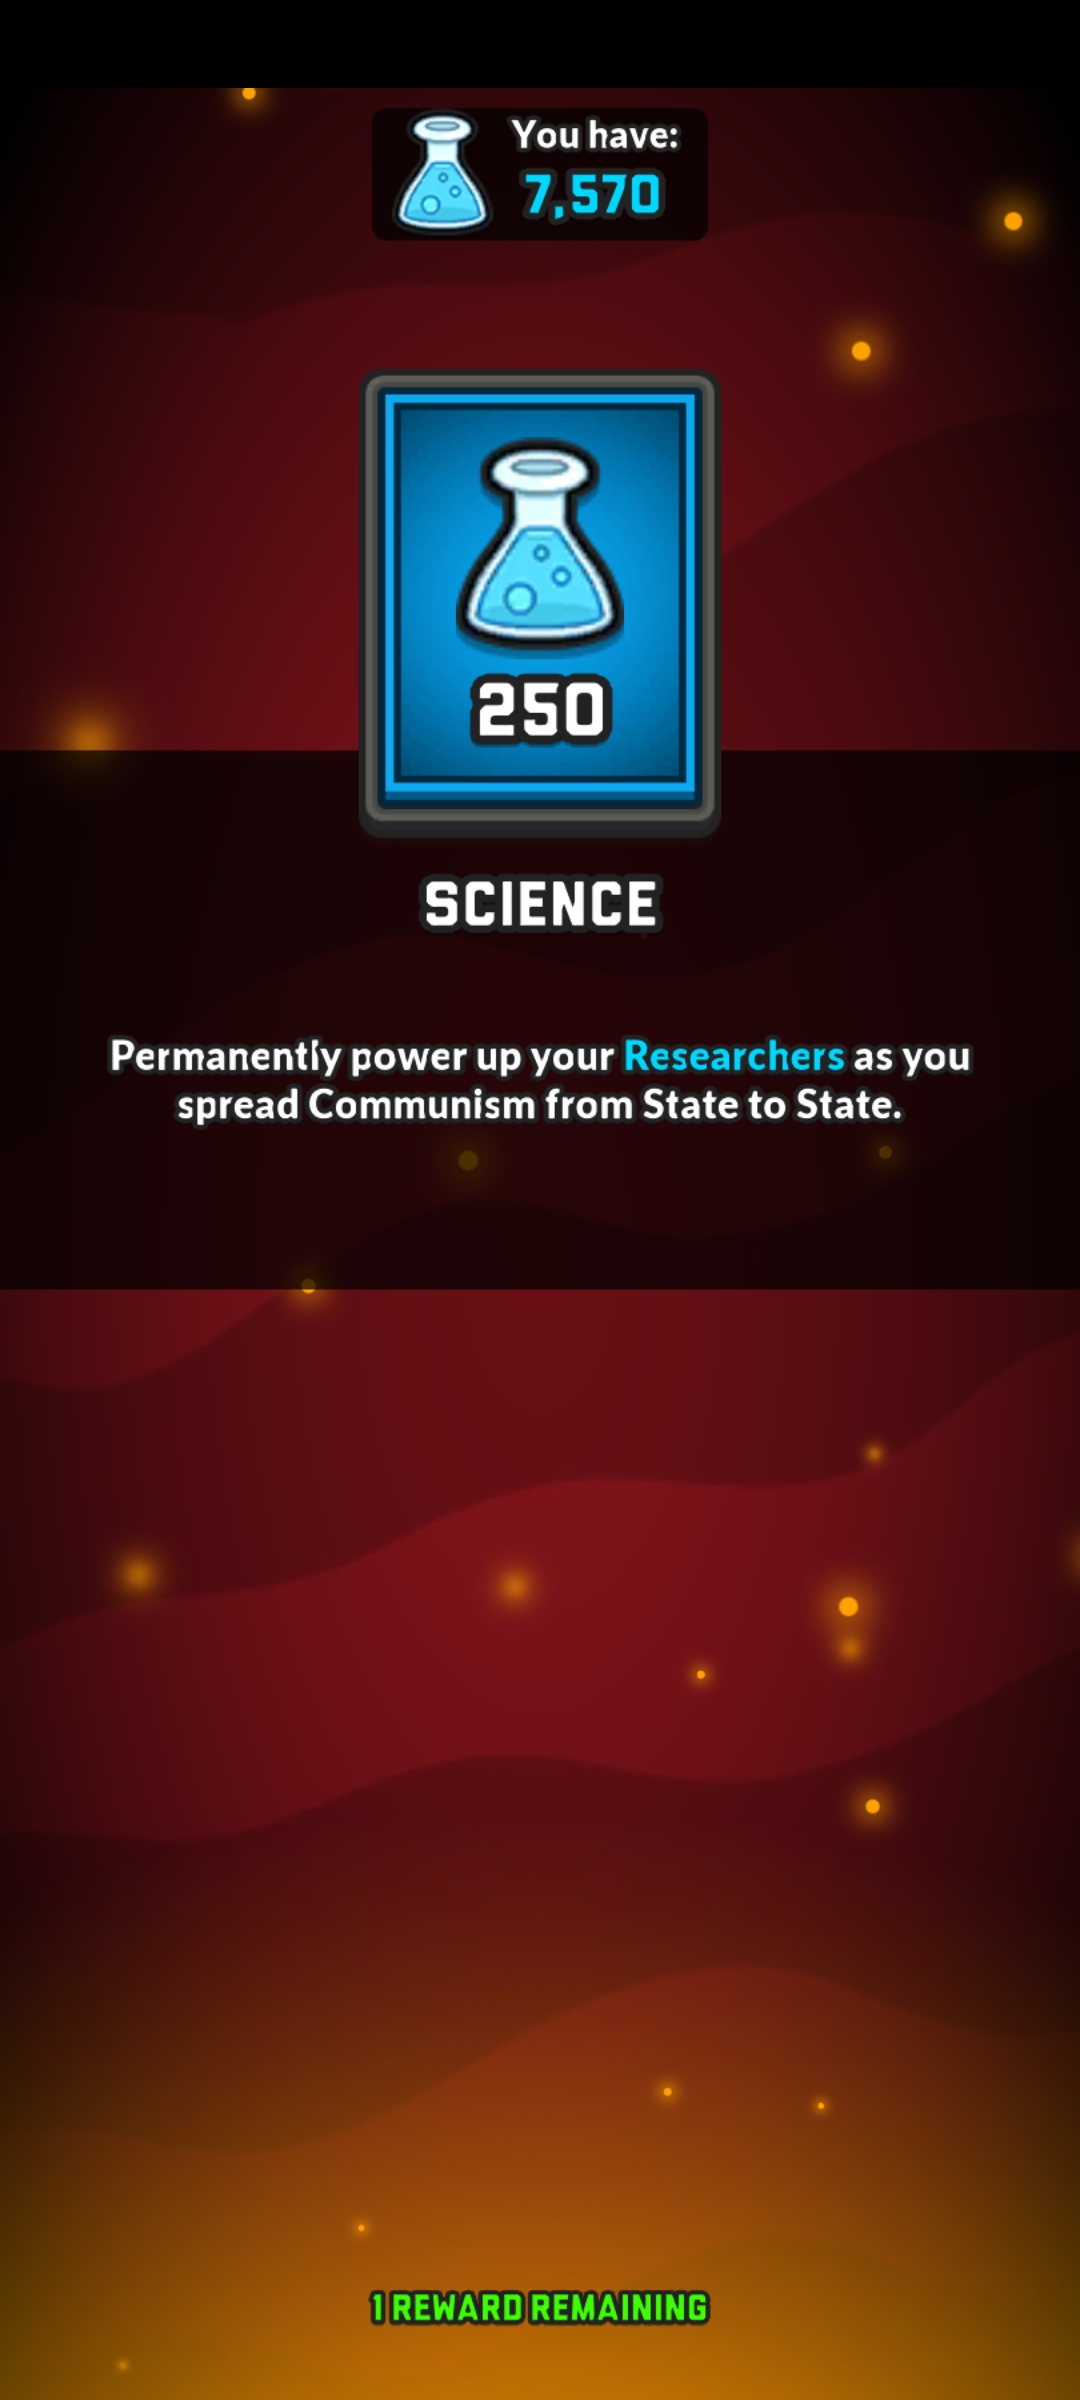 You have:
7,570
250
SCIENCE
Permanently power up your Researchers as you
spread Communism from State to State.
1 REWARD REMAINING